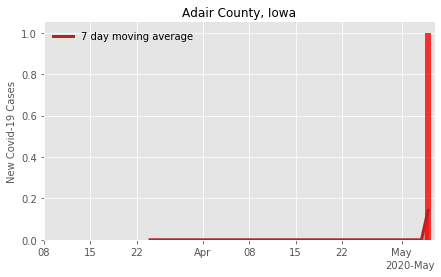 Adair County, Iowa
7 day moving average
New Covid-19 Cases
1.0
0.8
0.6
0.4
0.2
0.0
08 15 22 Apr 08 15 22 May
2020-May